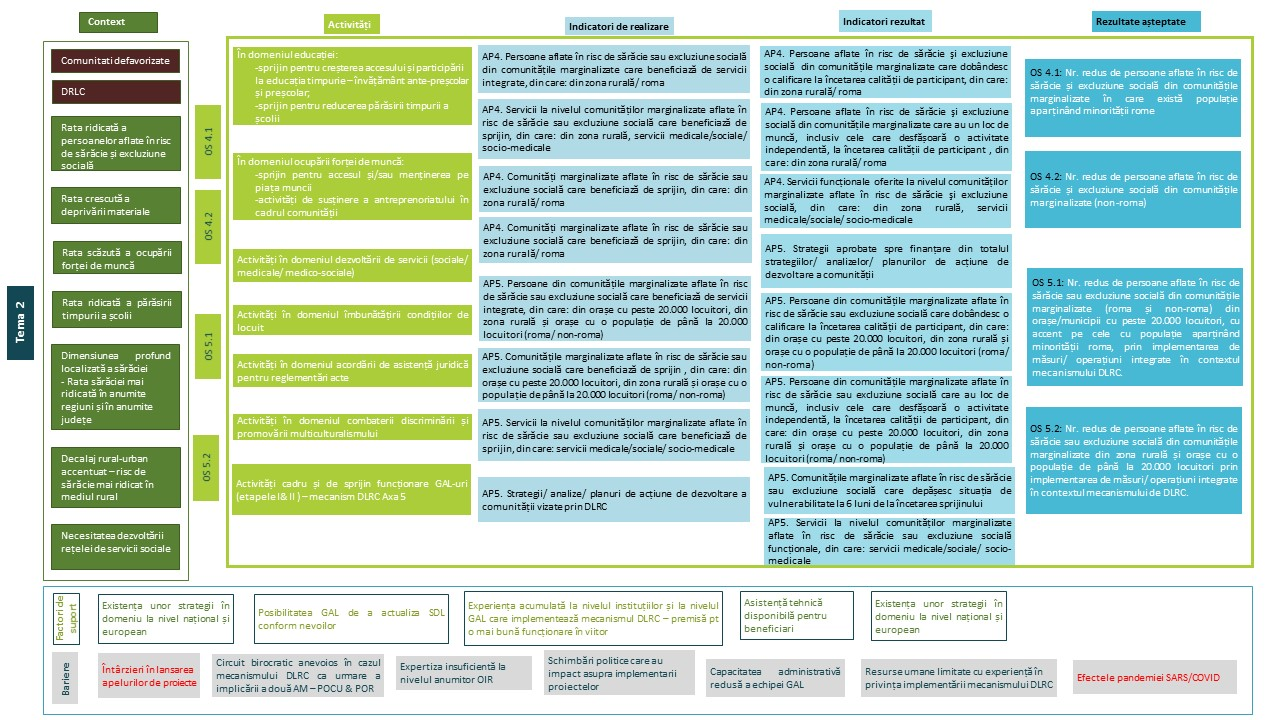 Context
Activități
Indicatori de realizare
Indicatori rezultat
Rezultate așteptate
Tema 2
Comunitati defavorizate
DRLC
Rata ridicată a
persoanelor aflate în risc
de sărăcie și excluziune
socială
Rata crescută a
deprivării materiale
Rata scăzută a ocupării
forței de muncă
Rata ridicată a părăsirii
timpurii a școlii
Dimensiunea profund
localizată a sărăciei
- Rata sărăciei mai
ridicată în anumite
regiuni și în anumite
județe
Decalaj rural-urban
accentuat – risc de
sărăcie mai ridicat în
mediul rural
Necesitatea dezvoltării
rețelei de servicii sociale
OS 4.1
OS 4.2
OS 5.1
OS 5.2
În domeniul educației:
-sprijin pentru creșterea accesului și participării
la educația timpurie – învățământ ante-preșcolar
și preșcolar;
-sprijin pentru reducerea părăsirii timpurii a
școlii
În domeniul ocupării forței de muncă:
-sprijin pentru accesul și/sau menținerea pe
piața muncii
-activități de susținere a antreprenoriatului în
cadrul comunității
Activități în domeniul dezvoltării de servicii (sociale/
medicale/ medico-sociale)
Activități în domeniul îmbunătățirii condițiilor de
locuit
Activități în domeniul acordării de asistență juridică
pentru reglementări acte
Activități în domeniul combaterii discriminării și
promovării multiculturalismului
Activități cadru și de sprijin funcționare GAL-uri
(etapele I& II ) – mecanism DLRC Axa 5
AP4. Persoane aflate în risc de sărăcie sau excluziune socială
din comunitățile marginalizate care beneficiază de servicii
integrate, din care: din zona rurală/ roma
AP4. Servicii la nivelul comunităților marginalizate aflate în
risc de sărăcie sau excluziune socială care beneficiază de
sprijin, din care: din zona rurală, servicii medicale/sociale/
socio-medicale
AP4. Comunități marginalizate aflate în risc de sărăcie sau
excluziune socială care beneficiază de sprijin, din care: din
zona rurală/ roma
AP4. Comunități marginalizate aflate în risc de sărăcie sau
excluziune socială care beneficiază de sprijin, din care: din
zona rurală/ roma
AP5. Persoane din comunitățile marginalizate aflate în risc
de sărăcie sau excluziune socială care beneficiază de servicii
integrate, din care: din orașe cu peste 20.000 locuitori, din
zona rurală și orașe cu o populație de până la 20.000
locuitori (roma/ non-roma)
AP5. Comunitățile marginalizate aflate în risc de sărăcie sau
excluziune socială care beneficiază de sprijin , din care: din
orașe cu peste 20.000 locuitori, din zona rurală și orașe cu o
populație de până la 20.000 locuitori (roma/ non-roma)
AP5. Servicii la nivelul comunităților marginalizate aflate în
risc de sărăcie sau excluziune socială care beneficiază de
sprijin, din care: servicii medicale/sociale/ socio-medicale
AP5. Strategii/ analize/ planuri de acțiune de dezvoltare a
comunității vizate prin DLRC
AP4. Persoane aflate în risc de sărăcie și excluziune
socială din comunitățile marginalizate care dobândesc
o calificare la încetarea calității de participant, din care:
din zona rurală/ roma
AP4. Persoane aflate în risc de sărăcie și excluziune
socială din comunitățile marginalizate care au un loc de
muncă, inclusiv cele care desfășoară o activitate
independentă, la încetarea calității de participant , din
care: din zona rurală/ roma
AP4. Servicii funcționale oferite la nivelul comunităților
marginalizate aflate în risc de sărăcie și excluziune
socială, din care: din zona rurală, servicii
medicale/sociale/ socio-medicale
AP5. Strategii aprobate spre finanțare din totalul
strategiilor/ analizelor/ planurilor de acțiune de
dezvoltare a comunității
AP5. Persoane din comunitățile marginalizate aflate în
risc de sărăcie sau excluziune socială care dobândesc o
calificare la încetarea calității de participant, din care:
din orașe cu peste 20.000 locuitori, din zona rurală și
orașe cu o populație de până la 20.000 locuitori (roma/
non-roma)
AP5. Persoane din comunitățile marginalizate aflate în
risc de sărăcie sau excluziune socială care au loc de
muncă, inclusiv cele care desfășoară o activitate
independentă, la încetarea calității de participant, din
care: din orașe cu peste 20.000 locuitori, din zona
rurală și orașe cu o populație de până la 20.000
locuitori (roma/ non-roma)
AP5. Comunitățile marginalizate aflate în risc de sărăcie
sau excluziune socială care depășesc situația de
vulnerabilitate la 6 luni de la încetarea sprijinului
AP5. Servicii la nivelul comunităților marginalizate
aflate în risc de sărăcie sau excluziune socială
funcționale, din care: servicii medicale/sociale/ socio-
medicale
OS 4.1: Nr. redus de persoane aflate în risc de
sărăcie și excluziune socială din comunitățile
marginalizate în care există populație
aparținând minorității rome
OS 4.2: Nr. redus de persoane aflate în risc de
sărăcie și excluziune socială din comunitățile
marginalizate (non-roma)
OS 5.1: Nr. redus de persoane aflate în risc de
sărăcie sau excluziune socială din comunitățile
marginalizate (roma și non-roma) din
orașe/municipii cu peste 20.000 locuitori, cu
accent pe cele cu populație aparținând
minorității roma, prin implementarea de
măsuri/ operațiuni integrate în contextul
mecanismului DLRC.
OS 5.2: Nr. redus de persoane aflate în risc de
sărăcie sau excluziune socială din comunitățile
marginalizate din zona rurală și orașe cu o
populație de până la 20.000 locuitori prin
implementarea de măsuri/ operațiuni integrate
în contextul mecanismului de DLRC.
Factori de
suport
Existența unor strategii în
domeniu la nivel național și
european
Posibilitatea GAL de a actualiza SDL
conform nevoilor
Experiența acumulată la nivelul instituțiilor și la nivelul
GAL care implementează mecanismul DLRC – premisă pt
o mai bună funcționare în viitor
Asistență tehnică
disponibilă pentru
beneficiari
Existența unor strategii în
domeniu la nivel național și
european
Bariere
Întârzieri în lansarea
apelurilor de proiecte
Circuit birocratic anevoios în cazul
mecanismului DLRC ca urmare a
implicării a două AM – POCU & POR
Expertiza insuficientă la
nivelul anumitor OIR
Schimbări politice care au
impact asupra implementarii
proiectelor
Capacitatea administrativă
redusă a echipei GAL
Resurse umane limitate cu experiență în
privința implementării mecanismului DLRC
Efectele pandemiei SARS/COVID